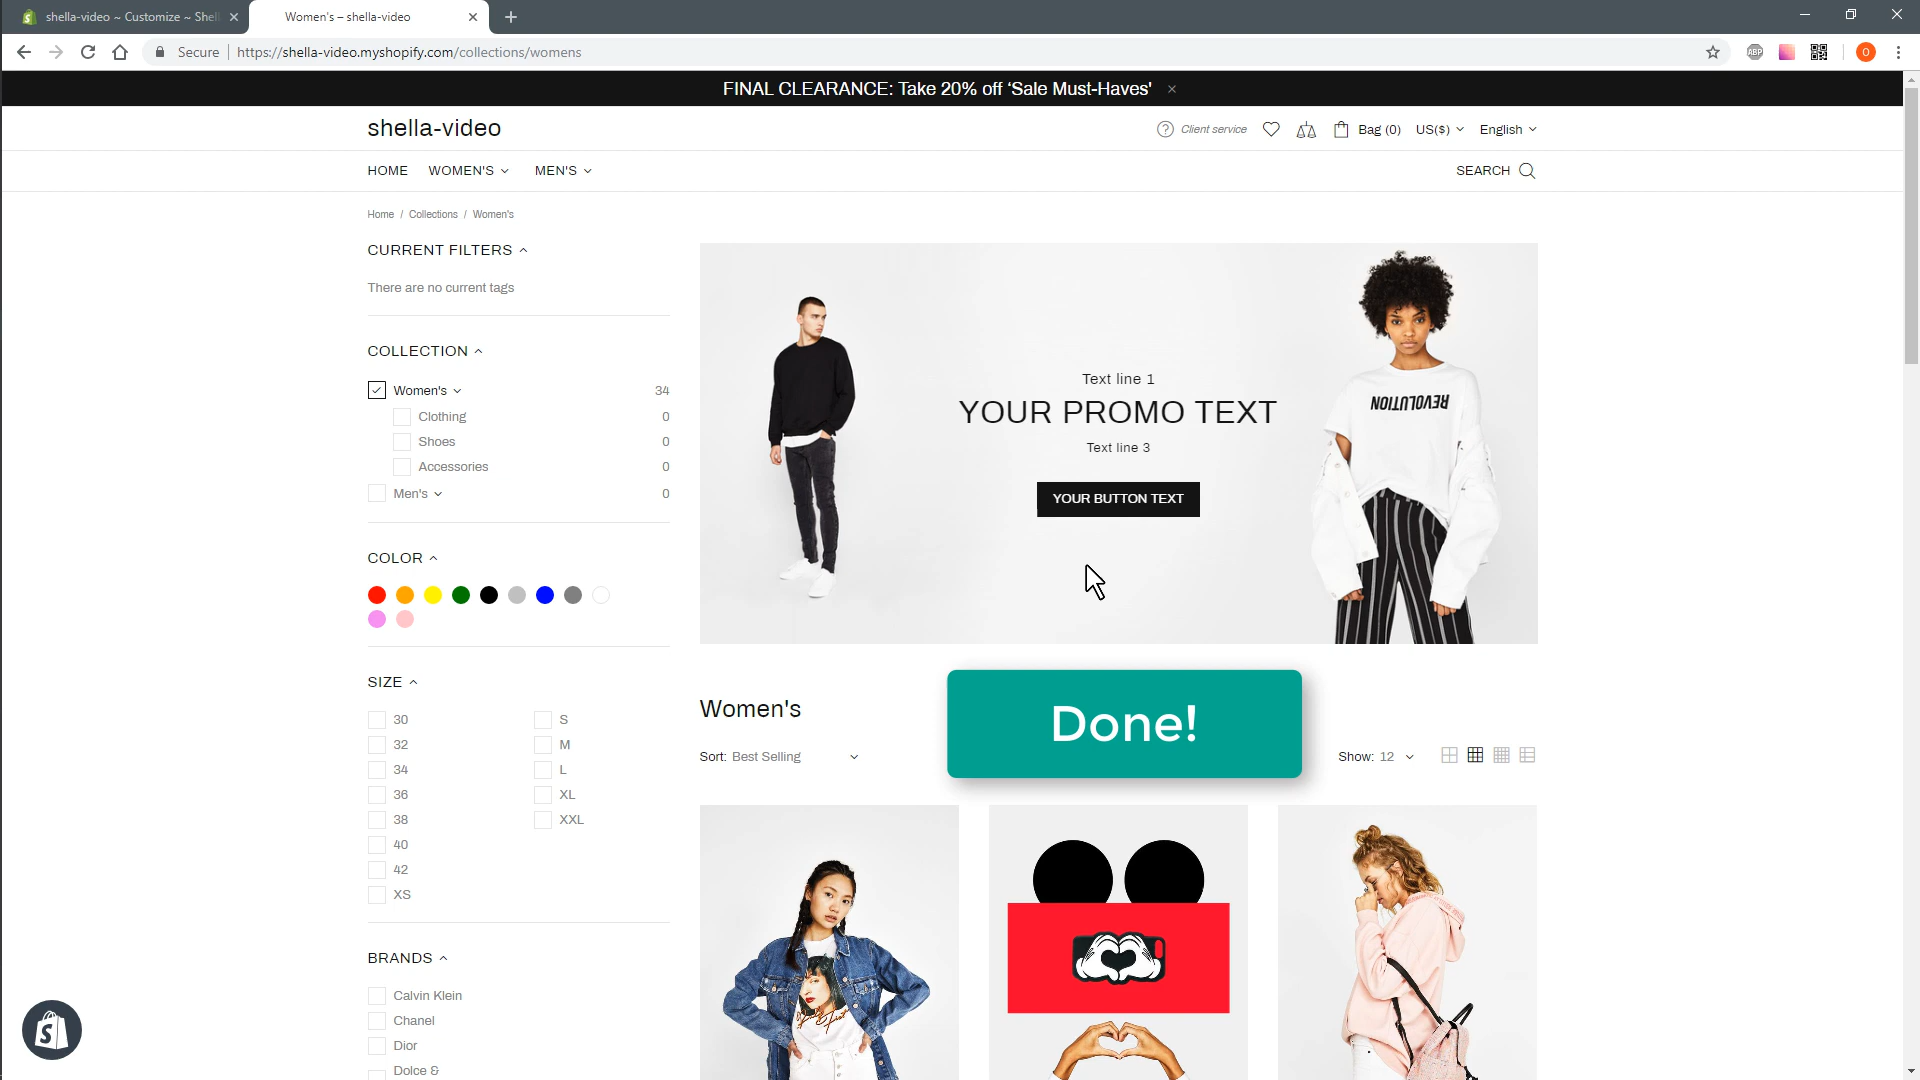 shella-video ~ Customize ~ Shell
Women's – shella-video
Secure
https://shella-video.myshopify.com/collections/womens
ABP
O
FINAL CLEARANCE: Take 20% off ‘Sale Must-Haves’
shella-video
? Client service
Bag (0)
US($)
English
HOME
WOMEN'S
MEN'S
SEARCH
Home / Collections / Women's
CURRENT FILTERS
There are no current tags
COLLECTION
Women's 34
Clothing 0
Shoes 0
Accessories 0
Men's 0
COLOR
SIZE
30
32
34
36
38
40
42
XS
S
M
L
XL
XXL
BRANDS
Calvin Klein
Chanel
Dior
Dolce &
Text line 1
YOUR PROMO TEXT
Text line 3
YOUR BUTTON TEXT
REVOLUTION
Women's
Done!
Sort: Best Selling
Show: 12